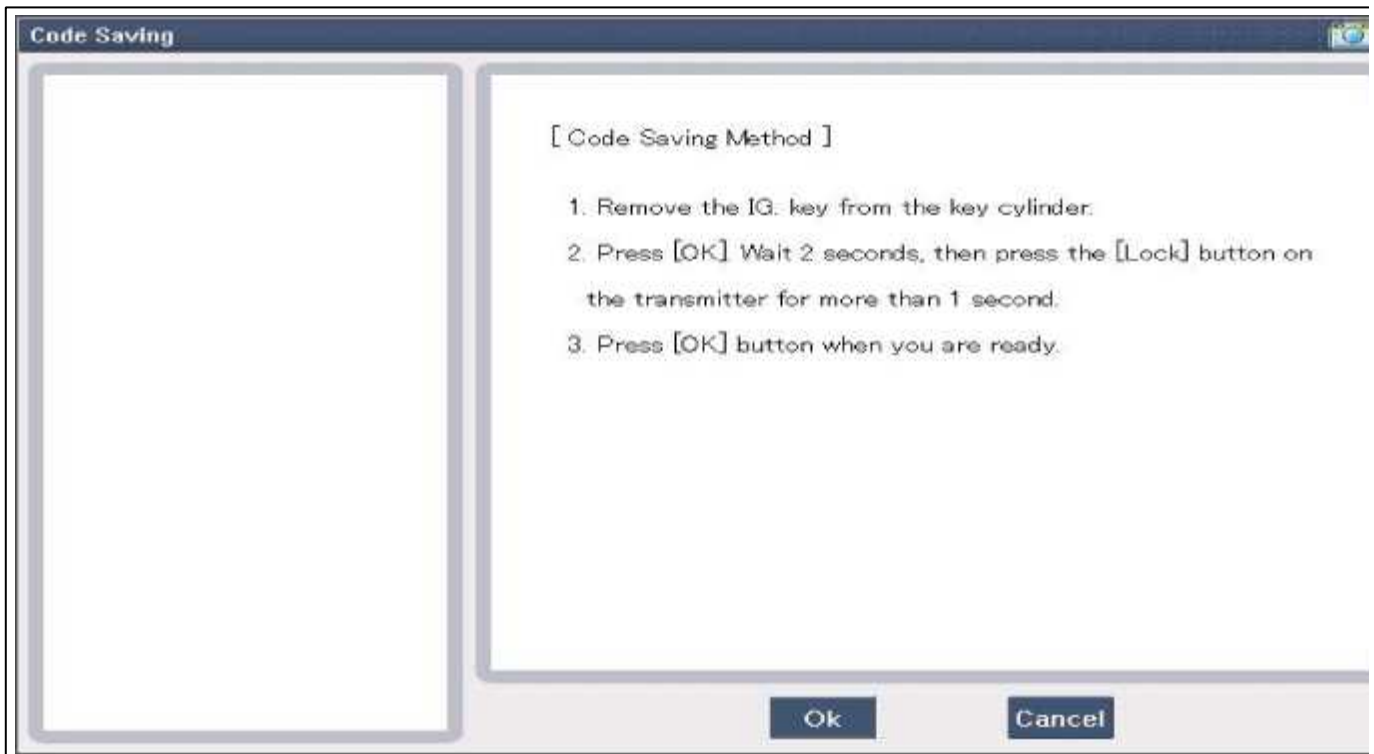 Code Saving
[ Code Saving Method ]
1. Remove the IG. key from the key cylinder.
2. Press [OK]. Wait 2 seconds, then press the [Lock] button on
the transmitter for more than 1 second.
3. Press [OK] button when you are ready.
Ok
Cancel